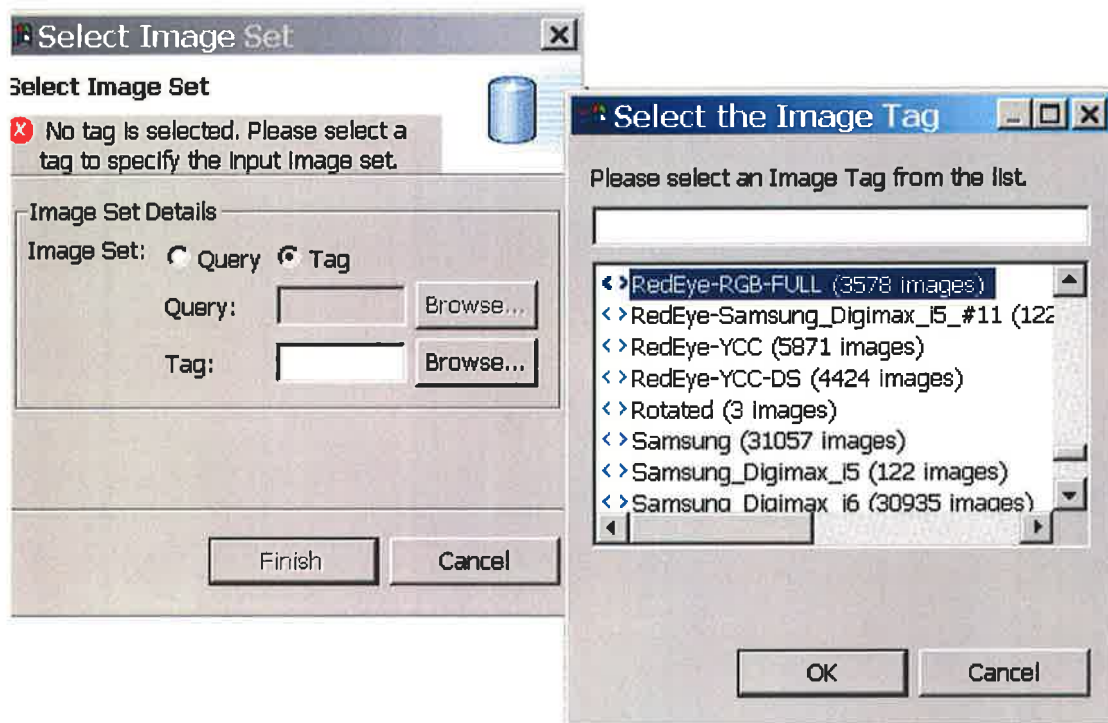 Select Image Set
Select Image Set
No tag is selected. Please select a
tag to specify the input image set.
Image Set Details
Image Set: Query Tag
Query: Browse...
Tag: Browse...
Finish Cancel
Select the Image Tag
Please select an Image Tag from the list.
<>RedEye-RGB-FULL (3578 images)
<>RedEye-Samsung_Digimax_i5_#11 (122
<>RedEye-YCC (5871 images)
<>RedEye-YCC-DS (4424 images)
<>Rotated (3 images)
<>Samsung (31057 images)
<>Samsung_Digimax_i5 (122 images)
<>Samsung_Digimax_i6 (30935 images)
OK Cancel